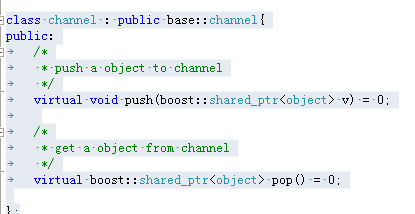 class channel : public base::channel{
public:
/*
* push a object to channel
*/
virtual void push(boost::shared_ptr<object> v) = 0;
/*
* get a object from channel
*/
virtual boost::shared_ptr<object> pop() = 0;
};